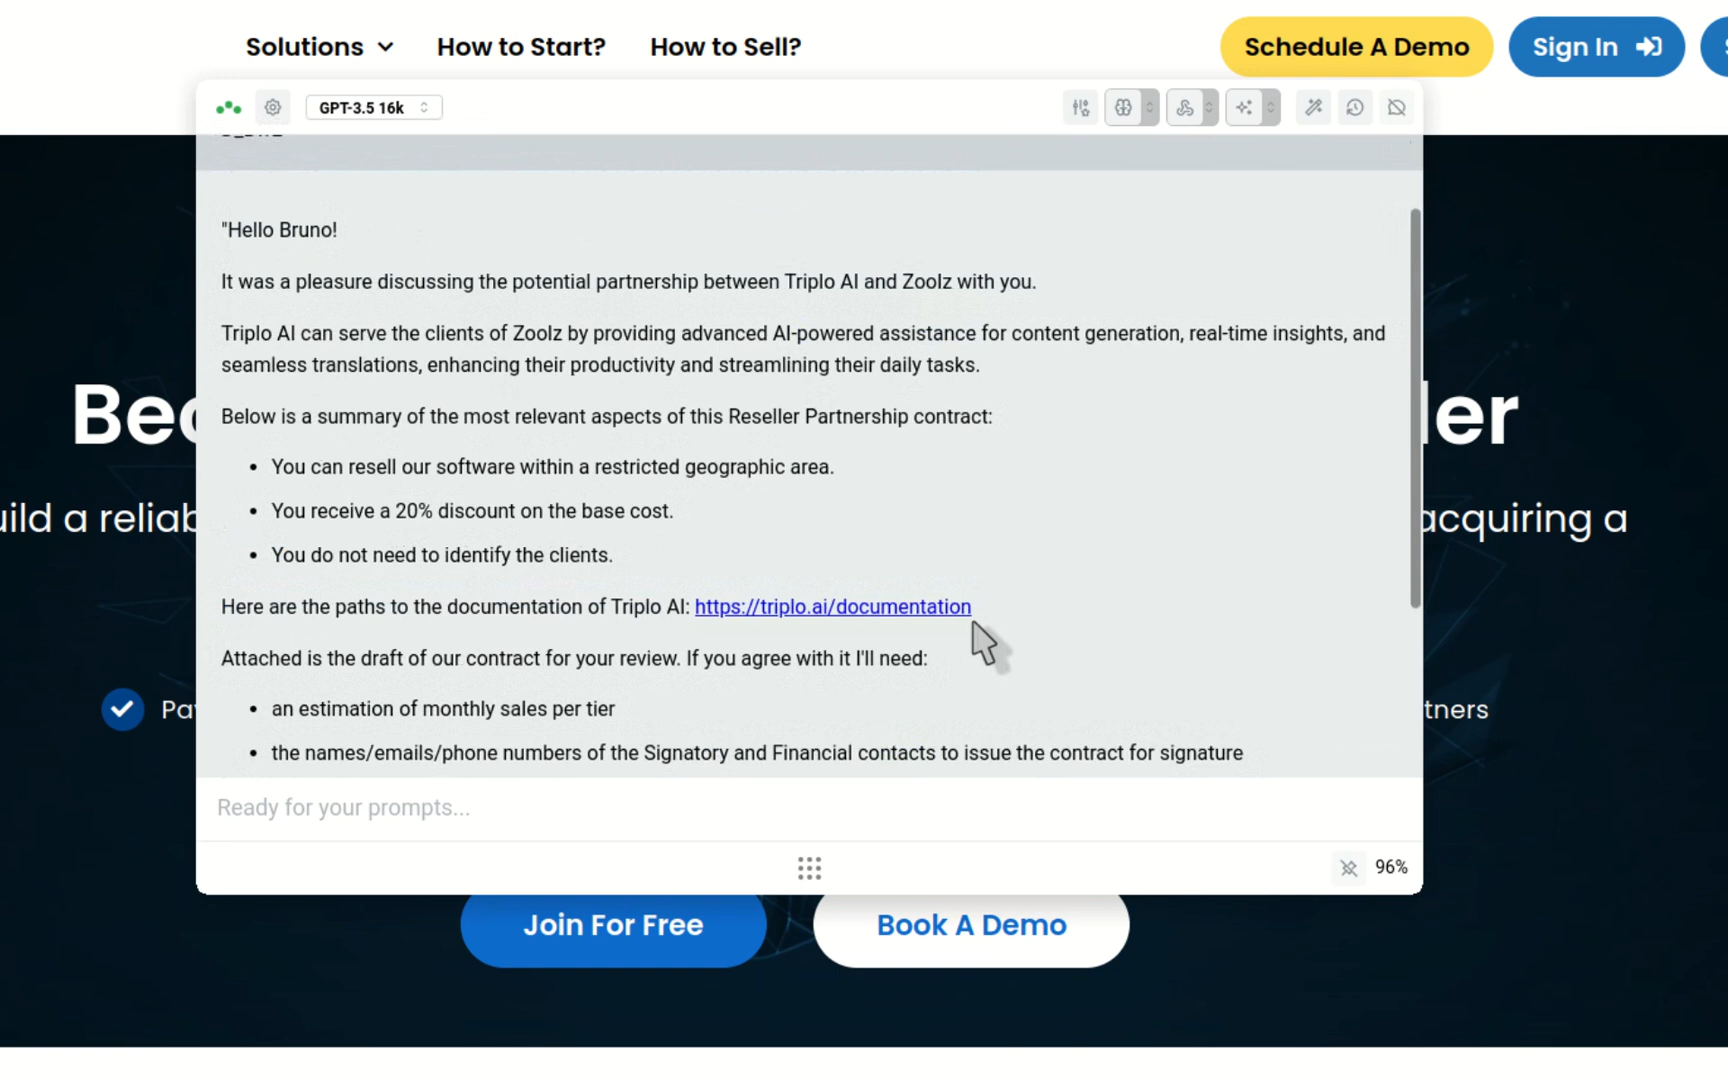 Solutions How to Start? How to Sell? Schedule A Demo Sign In
GPT-3.5 16k
"Hello Bruno!
It was a pleasure discussing the potential partnership between Triplo AI and Zoolz with you.
Triplo AI can serve the clients of Zoolz by providing advanced AI-powered assistance for content generation, real-time insights, and
seamless translations, enhancing their productivity and streamlining their daily tasks.
Below is a summary of the most relevant aspects of this Reseller Partnership contract:
• You can resell our software within a restricted geographic area.
• You receive a 20% discount on the base cost.
• You do not need to identify the clients.
Here are the paths to the documentation of Triplo AI: https://triplo.ai/documentation
Attached is the draft of our contract for your review. If you agree with it I'll need:
• an estimation of monthly sales per tier
• the names/emails/phone numbers of the Signatory and Financial contacts to issue the contract for signature
Ready for your prompts...
96%
a
acquiring a
Join For Free Book A Demo